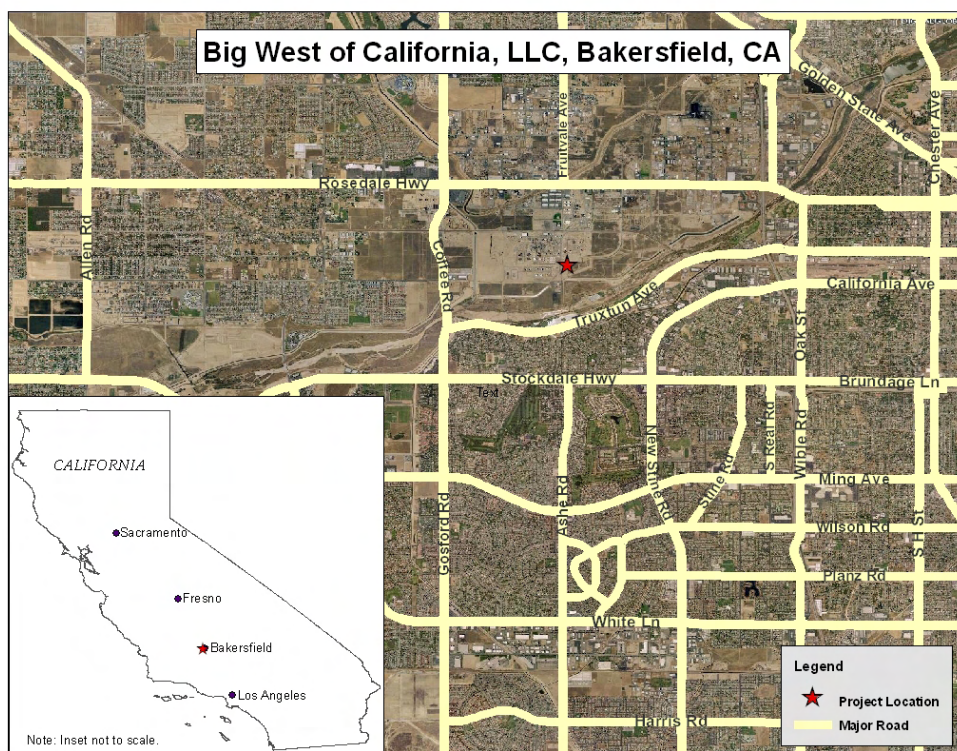 Big West of California, LLC, Bakersfield, CA
Golden State Ave
Chester Ave
Fruitvale Ave
Rosedale Hwy
Allen Rd
Coffee Rd
Truxtun Ave
California Ave
Oak St
Stockdale Hwy
Brundage Ln
Text
S Real Rd
Wible Rd
New Stine Rd
Stine Rd
Ming Ave
Ashe Rd
Gosford Rd
Wilson Rd
S H St
Planz Rd
White Ln
Harris Rd
CALIFORNIA
Sacramento
Fresno
Bakersfield
Los Angeles
Note: Inset not to scale.
Legend
Project Location
Major Road